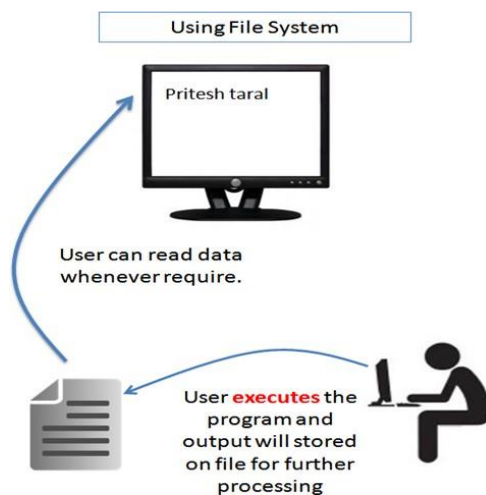 Using File System
Pritesh taral
User can read data
whenever require.
User executes the
program and
output will stored
on file for further
processing